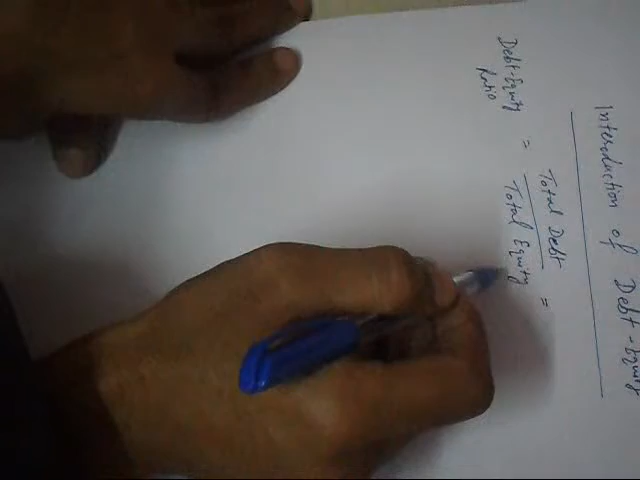 Introduction of Debt-Equity
Debt-Equity Ratio = Total Debt / Total Equity =